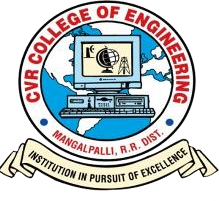 CVR COLLEGE OF ENGINEERING
MANGALPALLI, R.R. DIST.
INSTITUTION IN PURSUIT OF EXCELLENCE